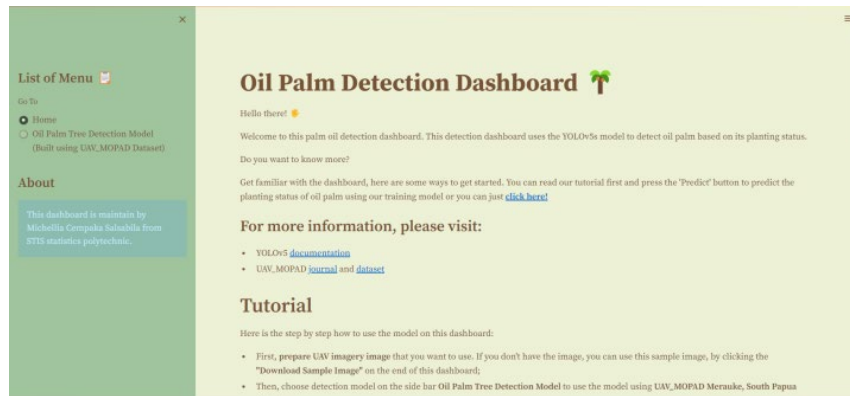 List of Menu
Go To
Home
Oil Palm Tree Detection Model
(Built using UAV_MOPAD Dataset)
About
This dashboard is maintain by
Michellia Cempaka Salsabila from
STIS statistics polytechnic.
Oil Palm Detection Dashboard
Hello there!
Welcome to this palm oil detection dashboard. This detection dashboard uses the YOLOv5s model to detect oil palm based on its planting status.
Do you want to know more?
Get familiar with the dashboard, here are some ways to get started. You can read our tutorial first and press the 'Predict' button to predict the
planting status of oil palm using our training model or you can just click here!
For more information, please visit:
• YOLOv5 documentation
• UAV_MOPAD journal and dataset
Tutorial
Here is the step by step how to use the model on this dashboard:
• First, prepare UAV imagery image that you want to use. If you don't have the image, you can use this sample image, by clicking the
"Download Sample Image" on the end of this dashboard;
• Then, choose detection model on the side bar Oil Palm Tree Detection Model to use the model using UAV_MOPAD Merauke, South Papua